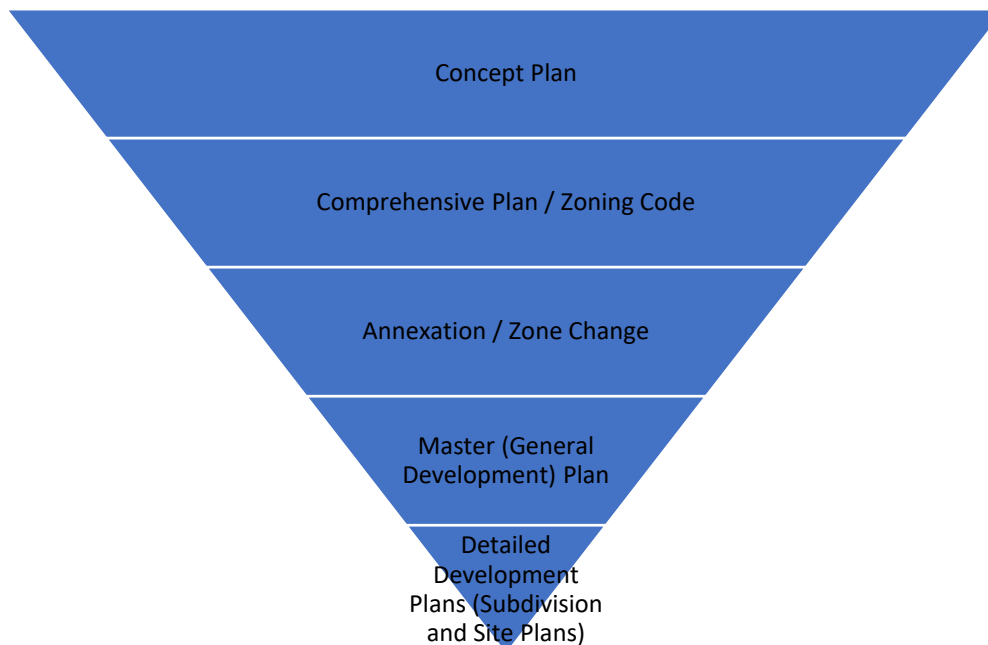 Concept Plan
Comprehensive Plan / Zoning Code
Annexation / Zone Change
Master (General
Development) Plan
Detailed
Development
Plans (Subdivision
and Site Plans)